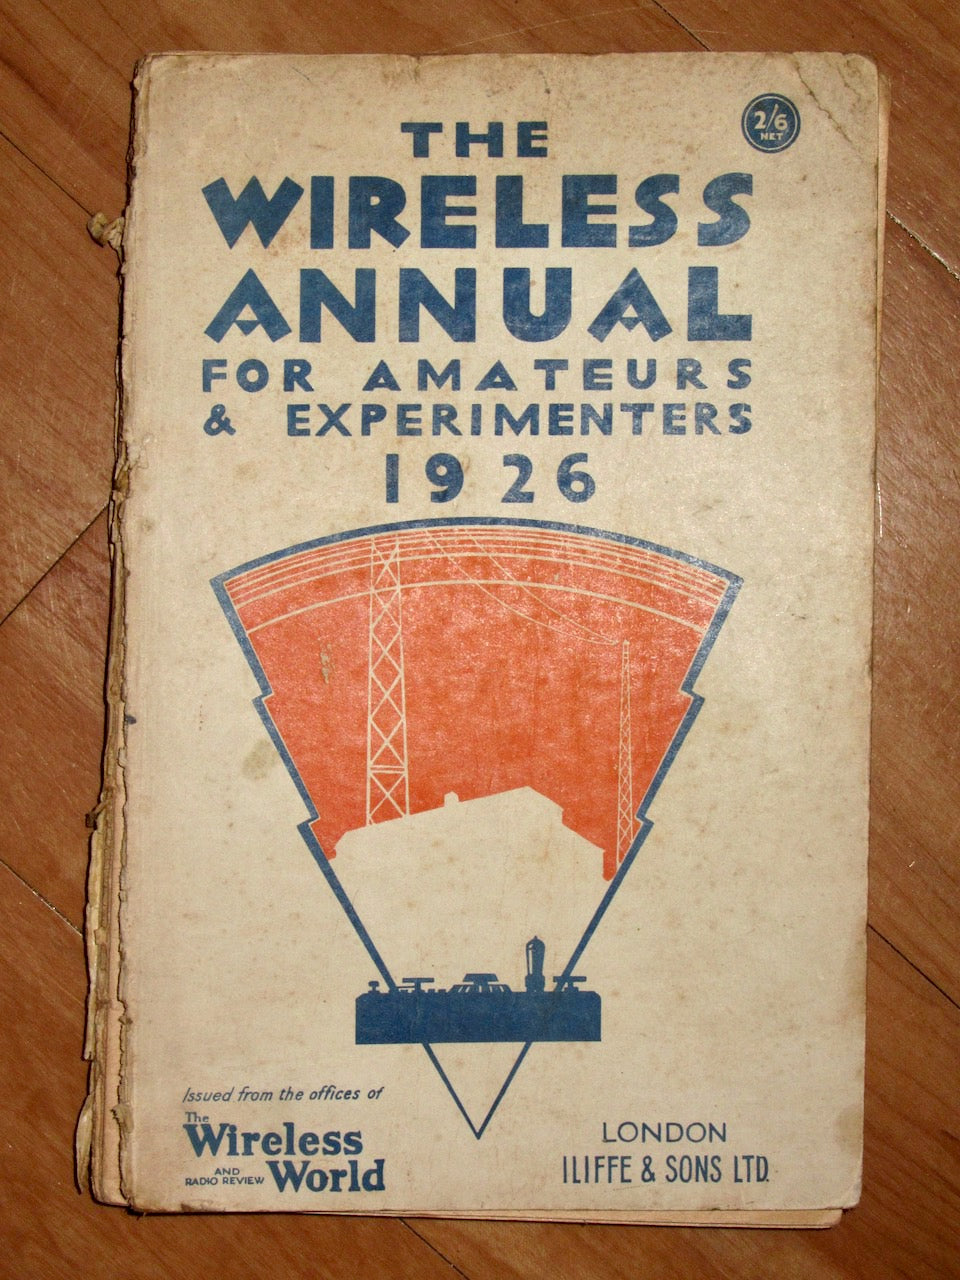 2/6
NET
THE
WIRELESS
ANNUAL
FOR AMATEURS
& EXPERIMENTERS
1926
Issued from the offices of
The
Wireless
AND
RADIO REVIEW World
LONDON
ILIFFE & SONS LTD.